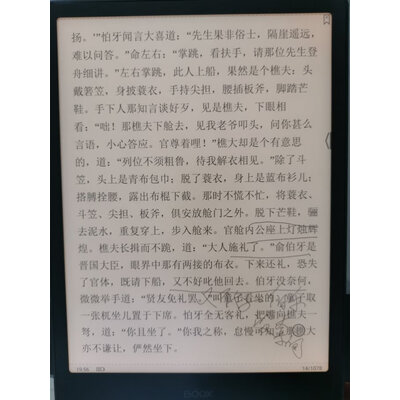 扬。’”伯牙闻言大喜道：“先生果非俗士，隔崖遥远，
难以问答。”命左右：“掌跳，看扶手，请那位先生登
舟细讲。”左右掌跳，此人上船，果然是个樵夫：头
戴箬笠，身披蓑衣，手持尖担，腰插板斧，脚踏芒
鞋。手下人那知言谈好歹，见是樵夫，下眼相
看：“咄！那樵夫下舱去，见我老爷叩头，问你甚么
言语，小心答应。官尊着哩！”樵夫却是个有意思
的，道：“列位不须粗鲁，待我解衣相见。”除了斗
笠，头上是青布包巾；脱了蓑衣，身上是蓝布衫儿；
搭膊拴腰，露出布裩下截。那时不慌不忙，将蓑衣、
斗笠、尖担、板斧，俱安放舱门之外。脱下芒鞋，
去泥水，重复穿上，步入舱来。官舱内公座上灯烛辉
煌。樵夫长揖而不跪，道：“大人施礼了。”俞伯牙是
晋国大臣，眼界中那有两接的布衣。下来还礼，恐失
了官体，既请下船，又不好叱他回去。伯牙没奈何，
微微举手道：“贤友免礼罢。”叫童子看坐的。童子取
一张杌坐儿置于下席。伯牙全无客礼，把嘴向樵夫一
努，道：“你且坐了。”你我之称，怠慢可知。那樵夫
亦不谦让，俨然坐下。
19:56
14/1078
BOOX